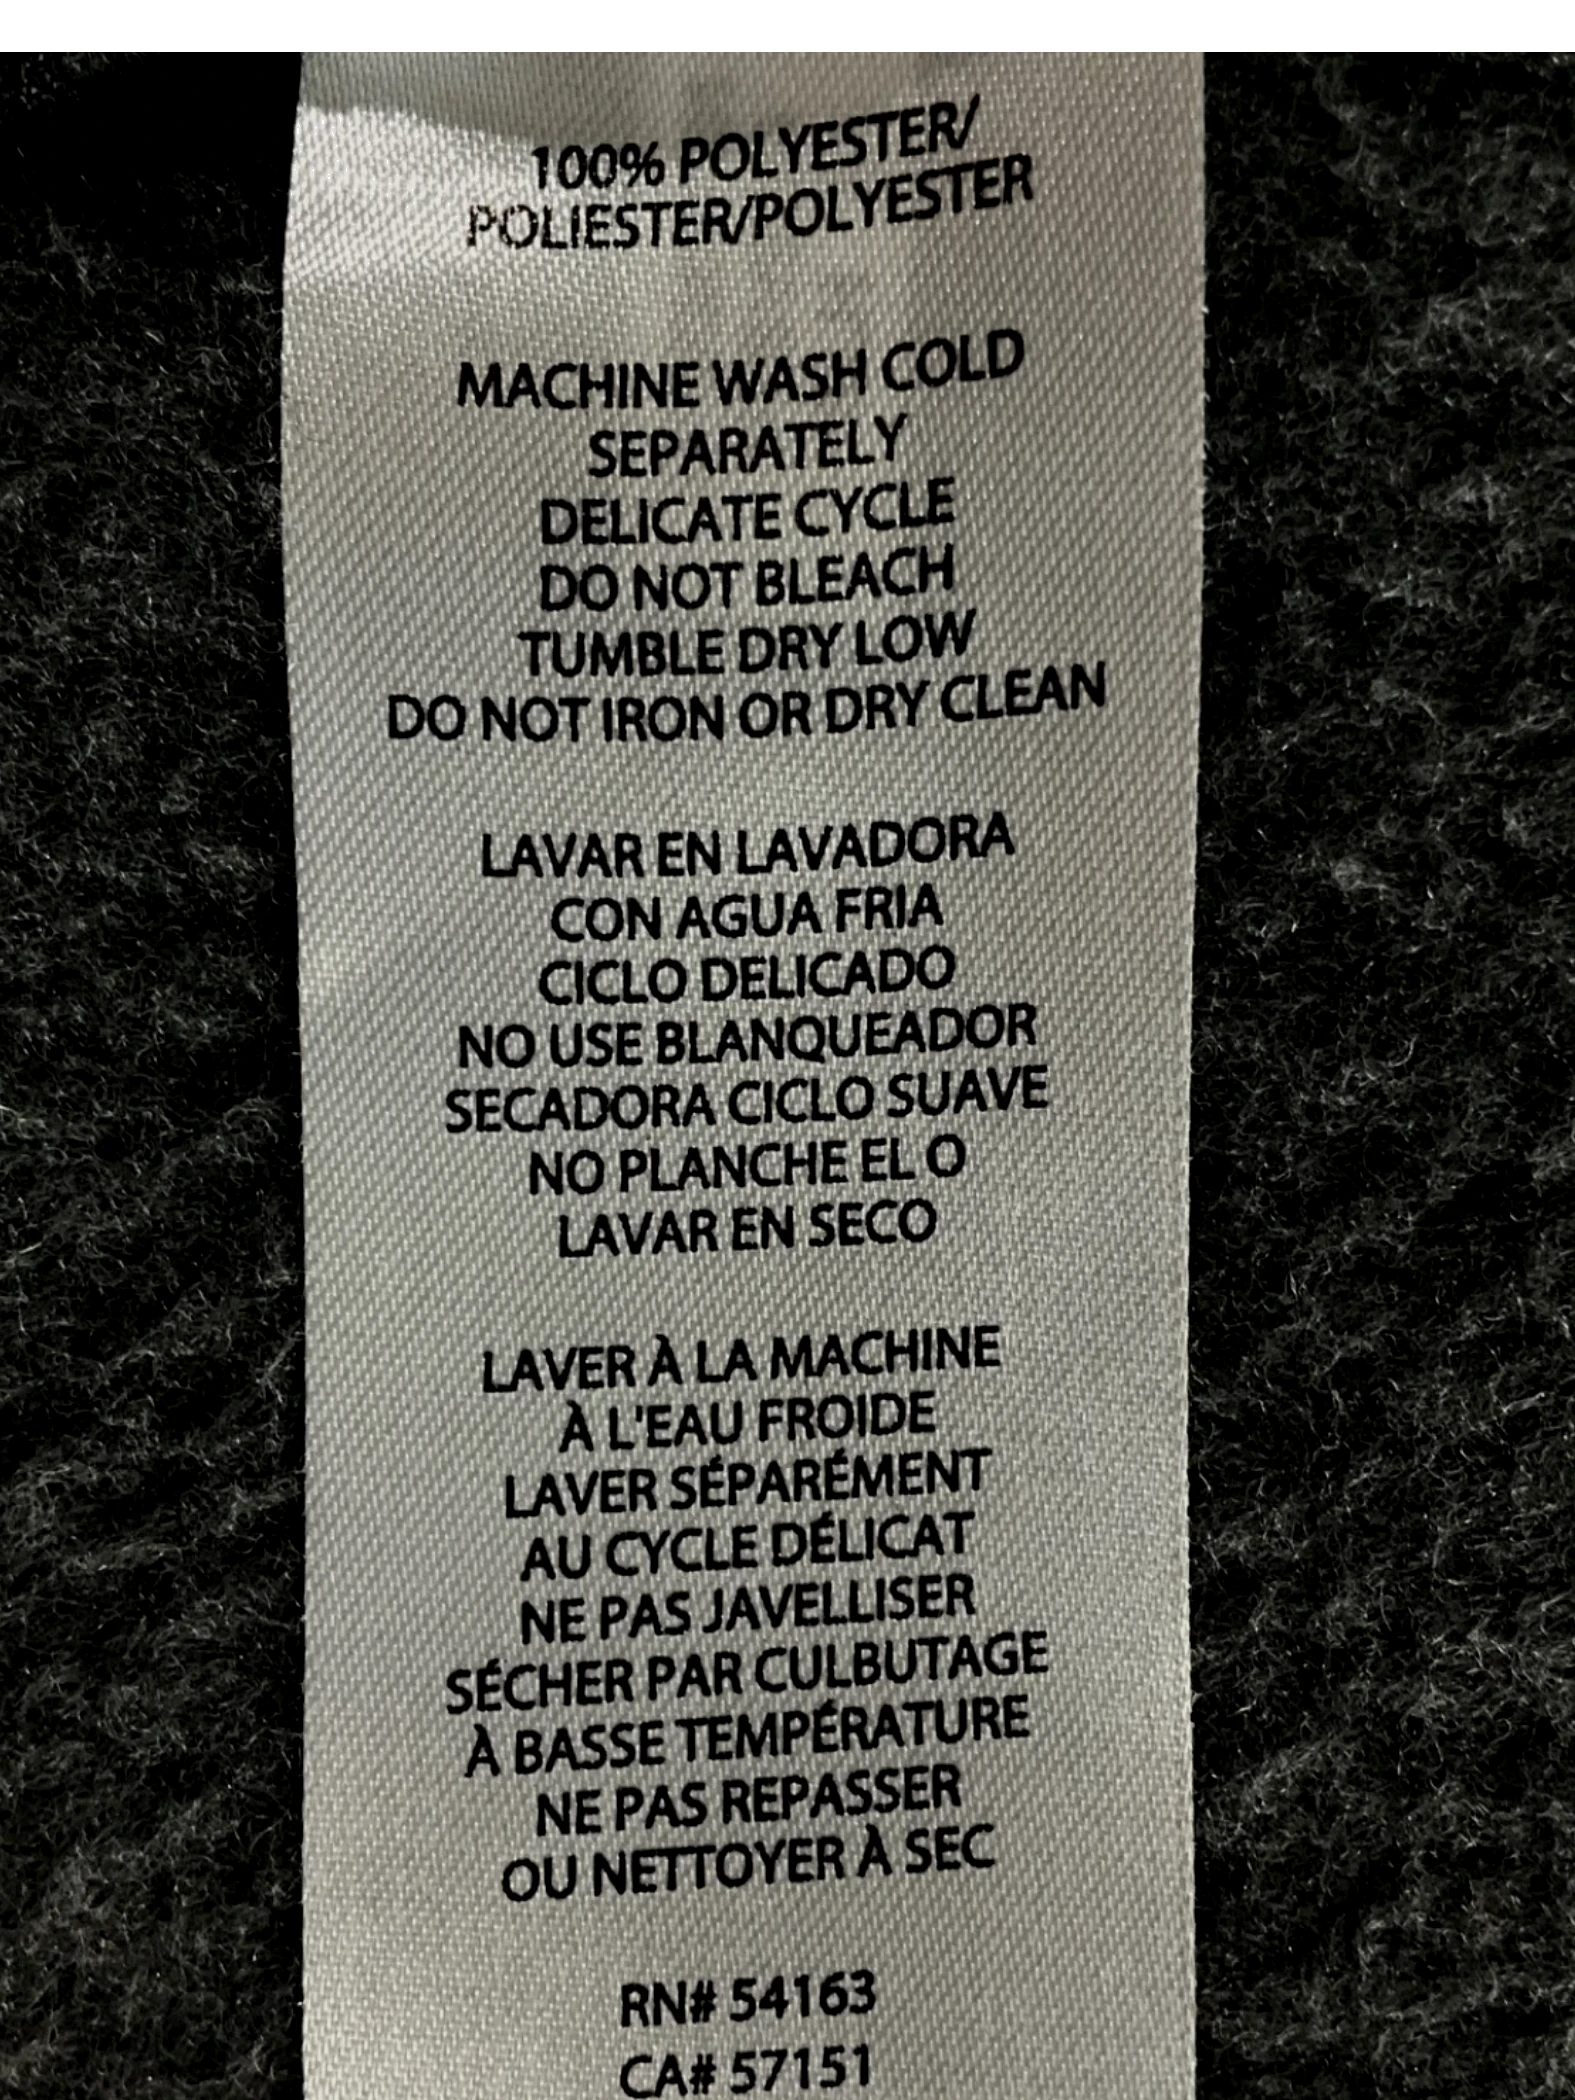 100% POLYESTER/
POLIESTER/POLYESTER
MACHINE WASH COLD
SEPARATELY
DELICATE CYCLE
DO NOT BLEACH
TUMBLE DRY LOW
DO NOT IRON OR DRY CLEAN
LAVAR EN LAVADORA
CON AGUA FRIA
CICLO DELICADO
NO USE BLANQUEADOR
SECADORA CICLO SUAVE
NO PLANCHE EL O
LAVAR EN SECO
LAVER À LA MACHINE
À L'EAU FROIDE
LAVER SÉPARÉMENT
AU CYCLE DÉLICAT
NE PAS JAVELLISER
SÉCHER PAR CULBUTAGE
À BASSE TEMPÉRATURE
NE PAS REPASSER
OU NETTOYER À SEC
RN# 54163
CA# 57151